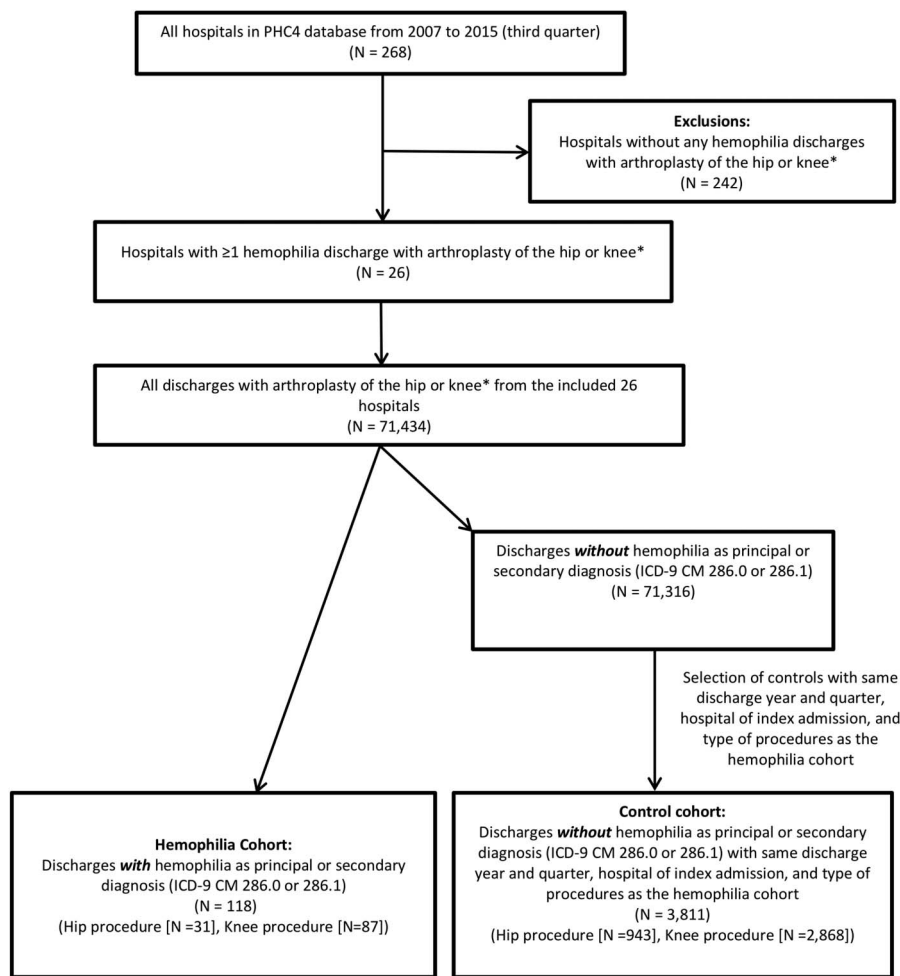 All hospitals in PHC4 database from 2007 to 2015 (third quarter)
(N = 268)
Exclusions:
Hospitals without any hemophilia discharges
with arthroplasty of the hip or knee*
(N = 242)
Hospitals with ≥1 hemophilia discharge with arthroplasty of the hip or knee*
(N = 26)
All discharges with arthroplasty of the hip or knee* from the included 26
hospitals
(N = 71,434)
Discharges without hemophilia as principal or
secondary diagnosis (ICD-9 CM 286.0 or 286.1)
(N = 71,316)
Selection of controls with same
discharge year and quarter,
hospital of index admission, and
type of procedures as the
hemophilia cohort
Hemophilia Cohort:
Discharges with hemophilia as principal or secondary
diagnosis (ICD-9 CM 286.0 or 286.1)
(N = 118)
(Hip procedure [N =31], Knee procedure [N=87])
Control cohort:
Discharges without hemophilia as principal or secondary
diagnosis (ICD-9 CM 286.0 or 286.1) with same discharge
year and quarter, hospital of index admission, and type of
procedures as the hemophilia cohort
(N = 3,811)
(Hip procedure [N =943], Knee procedure [N =2,868])